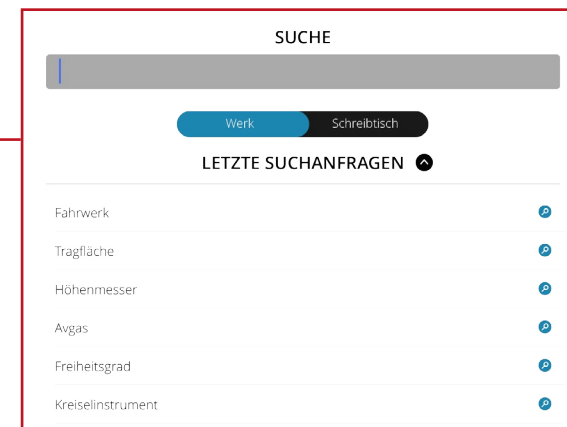 SUCHE
Werk Schreibtisch
LETZTE SUCHANFRAGEN
Fahrwerk
Tragfläche
Höhenmesser
Avgas
Freiheitsgrad
Kreiselinstrument